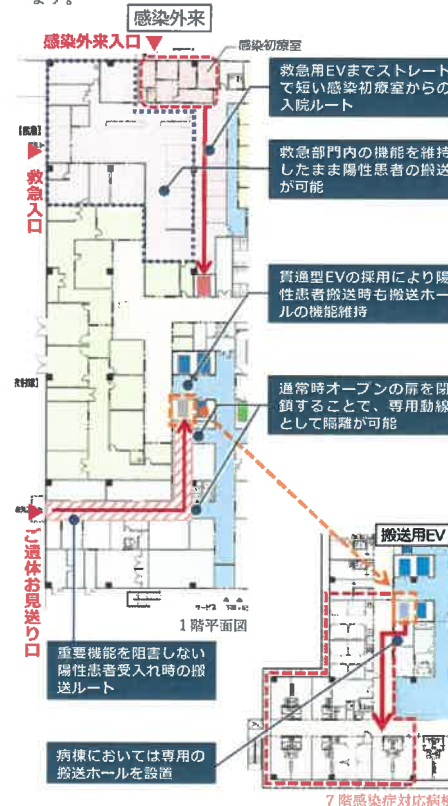 ます。
感染外来
感染外来入口
感染初療室
救急用EVまでストレート
で短い感染初療室からの
入院ルート
救急入口
救急部門内の機能を維持
したまま陽性患者の搬送
が可能
貫通型EVの採用により陽
性患者搬送時も搬送ホー
ルの機能維持
通常時オープンの扉を閉
鎖することで、専用動線
として隔離が可能
搬送用EV
ご遺体お見送り口
1階平面図
重要機能を阻害しない
陽性患者受入れ時の搬
送ルート
病棟においては専用の
搬送ホールを設置
7階感染症対応病棟